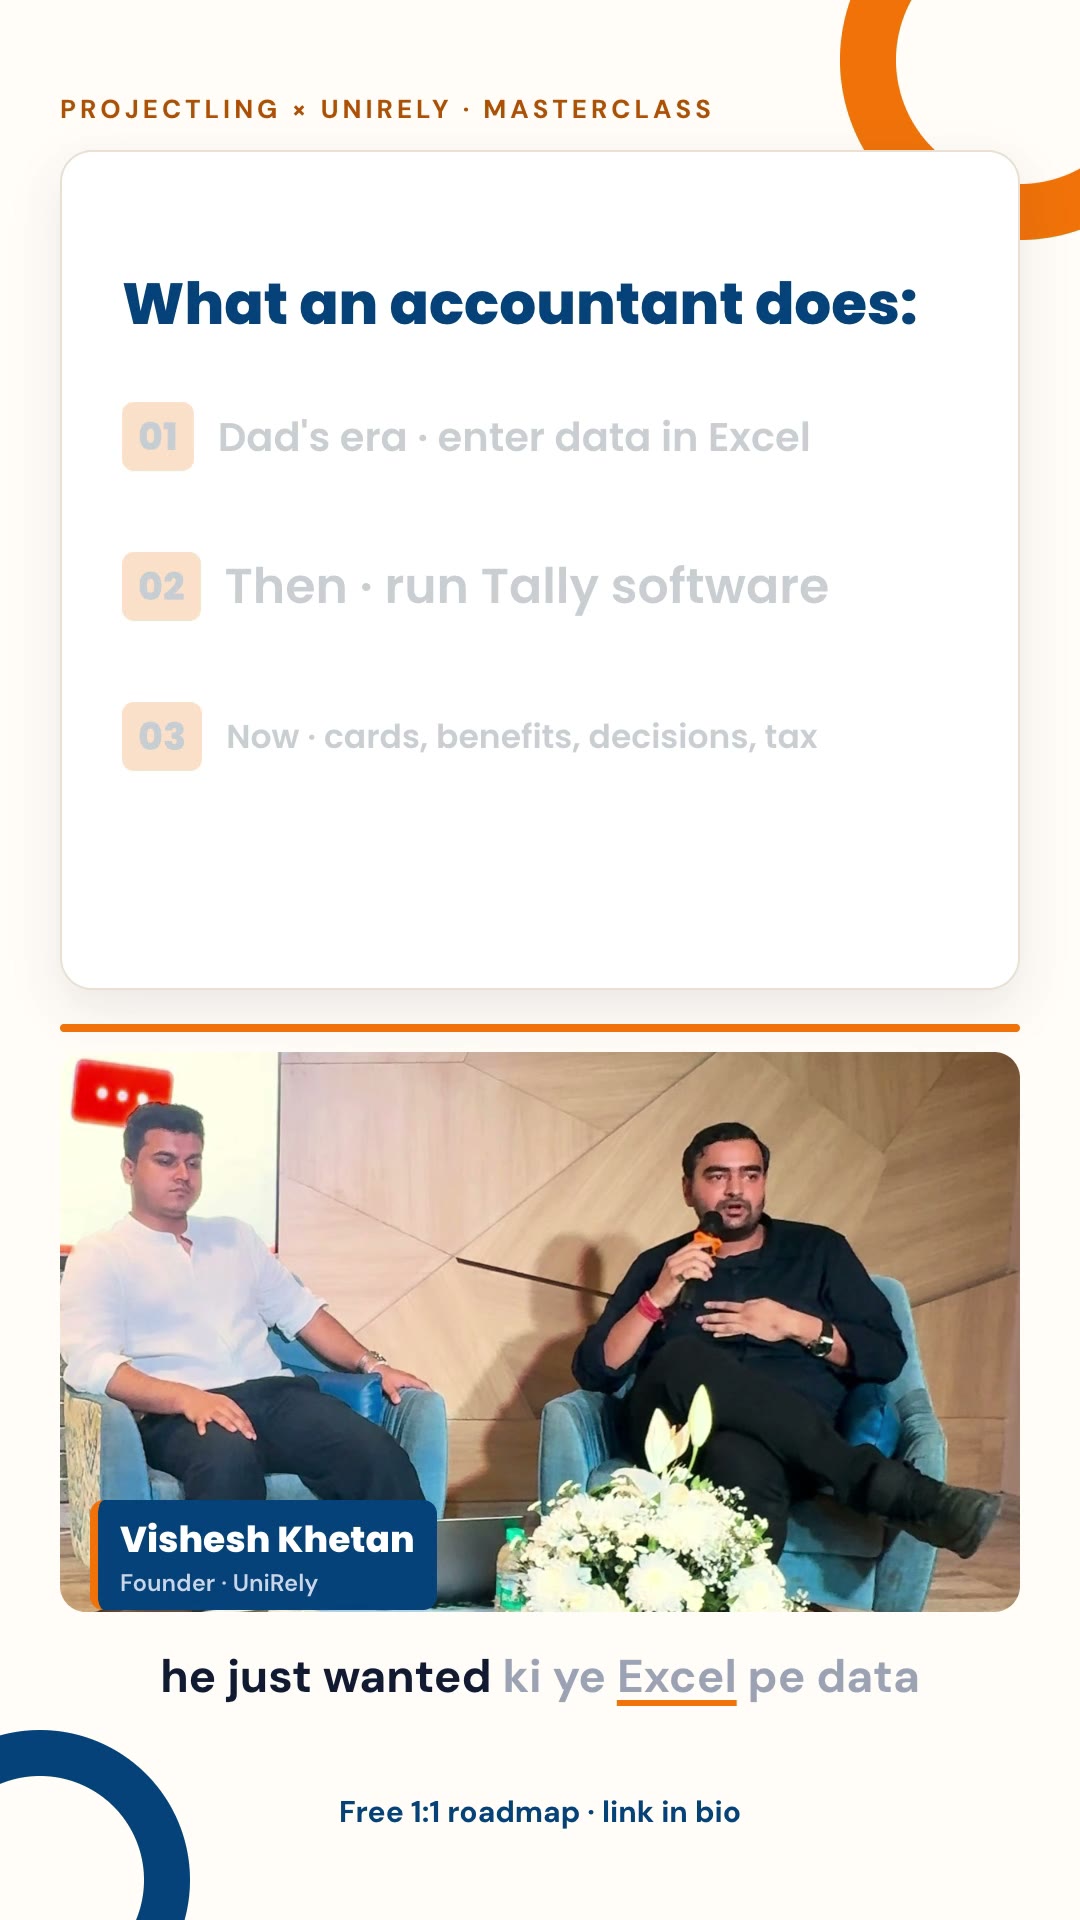 PROJECTLING × UNIRELY · MASTERCLASS
What an accountant does:
01 Dad's era · enter data in Excel
02 Then · run Tally software
03 Now · cards, benefits, decisions, tax
Vishesh Khetan
Founder · UniRely
he just wanted ki ye Excel pe data
Free 1:1 roadmap · link in bio